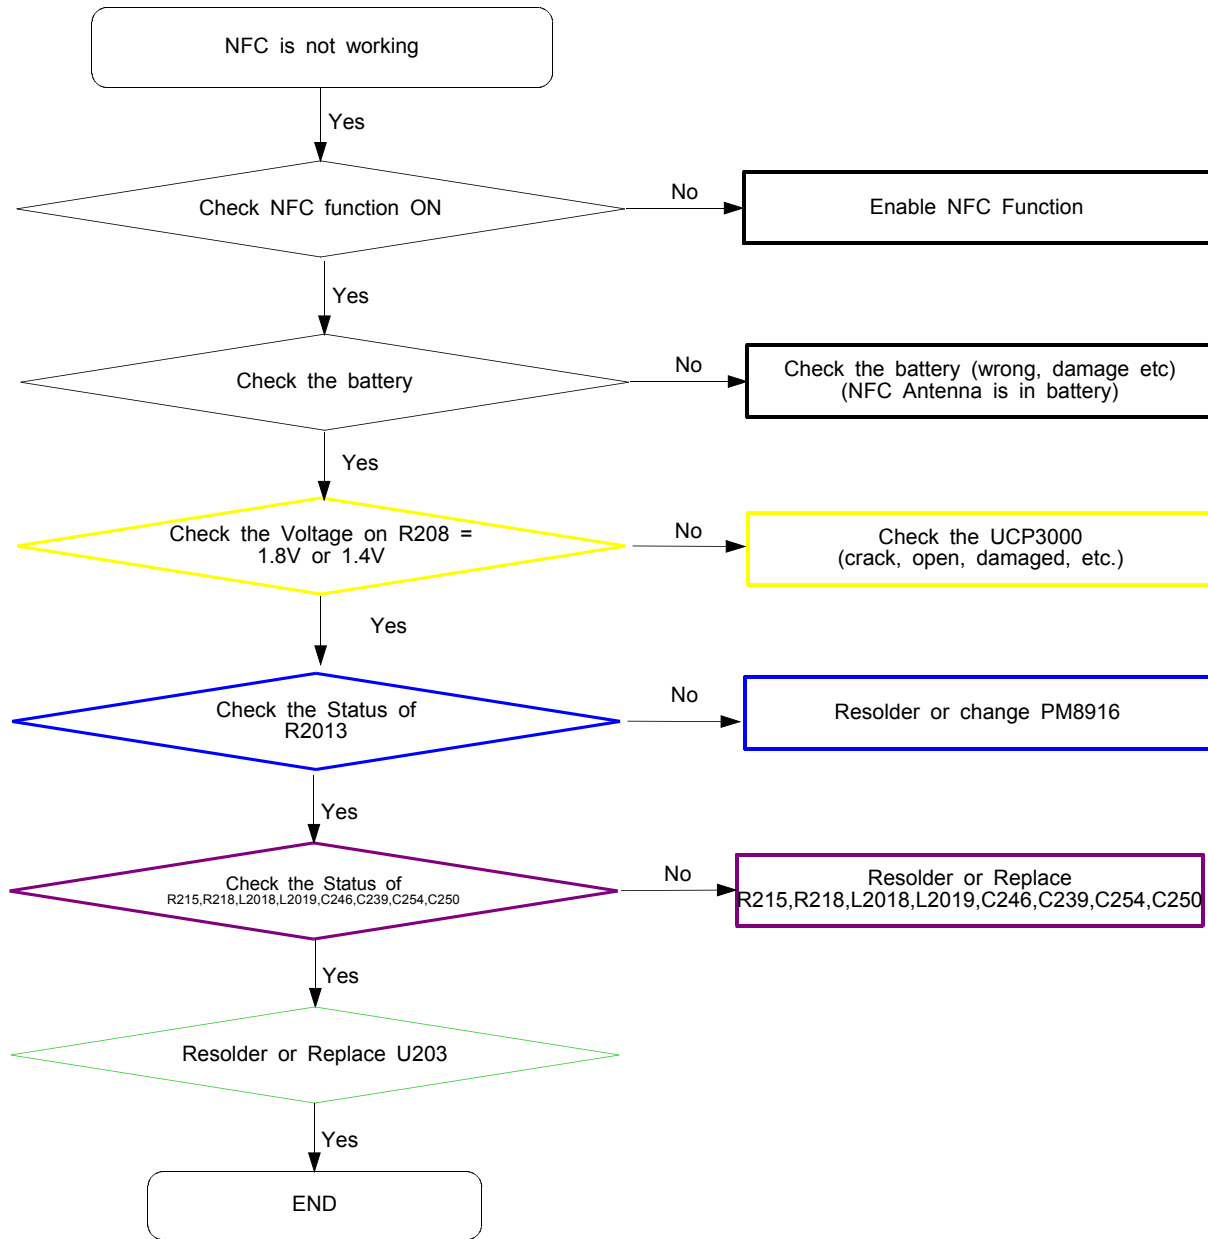 NFC is not working
Yes
Check NFC function ON
No
Enable NFC Function
Yes
Check the battery
No
Check the battery (wrong, damage etc)
(NFC Antenna is in battery)
Yes
Check the Voltage on R208 =
1.8V or 1.4V
No
Check the UCP3000
(crack, open, damaged, etc.)
Yes
Check the Status of
R2013
No
Resolder or change PM8916
Yes
Check the Status of
R215,R218,L2018,L2019,C246,C239,C254,C250
No
Resolder or Replace
R215,R218,L2018,L2019,C246,C239,C254,C250
Yes
Resolder or Replace U203
Yes
END